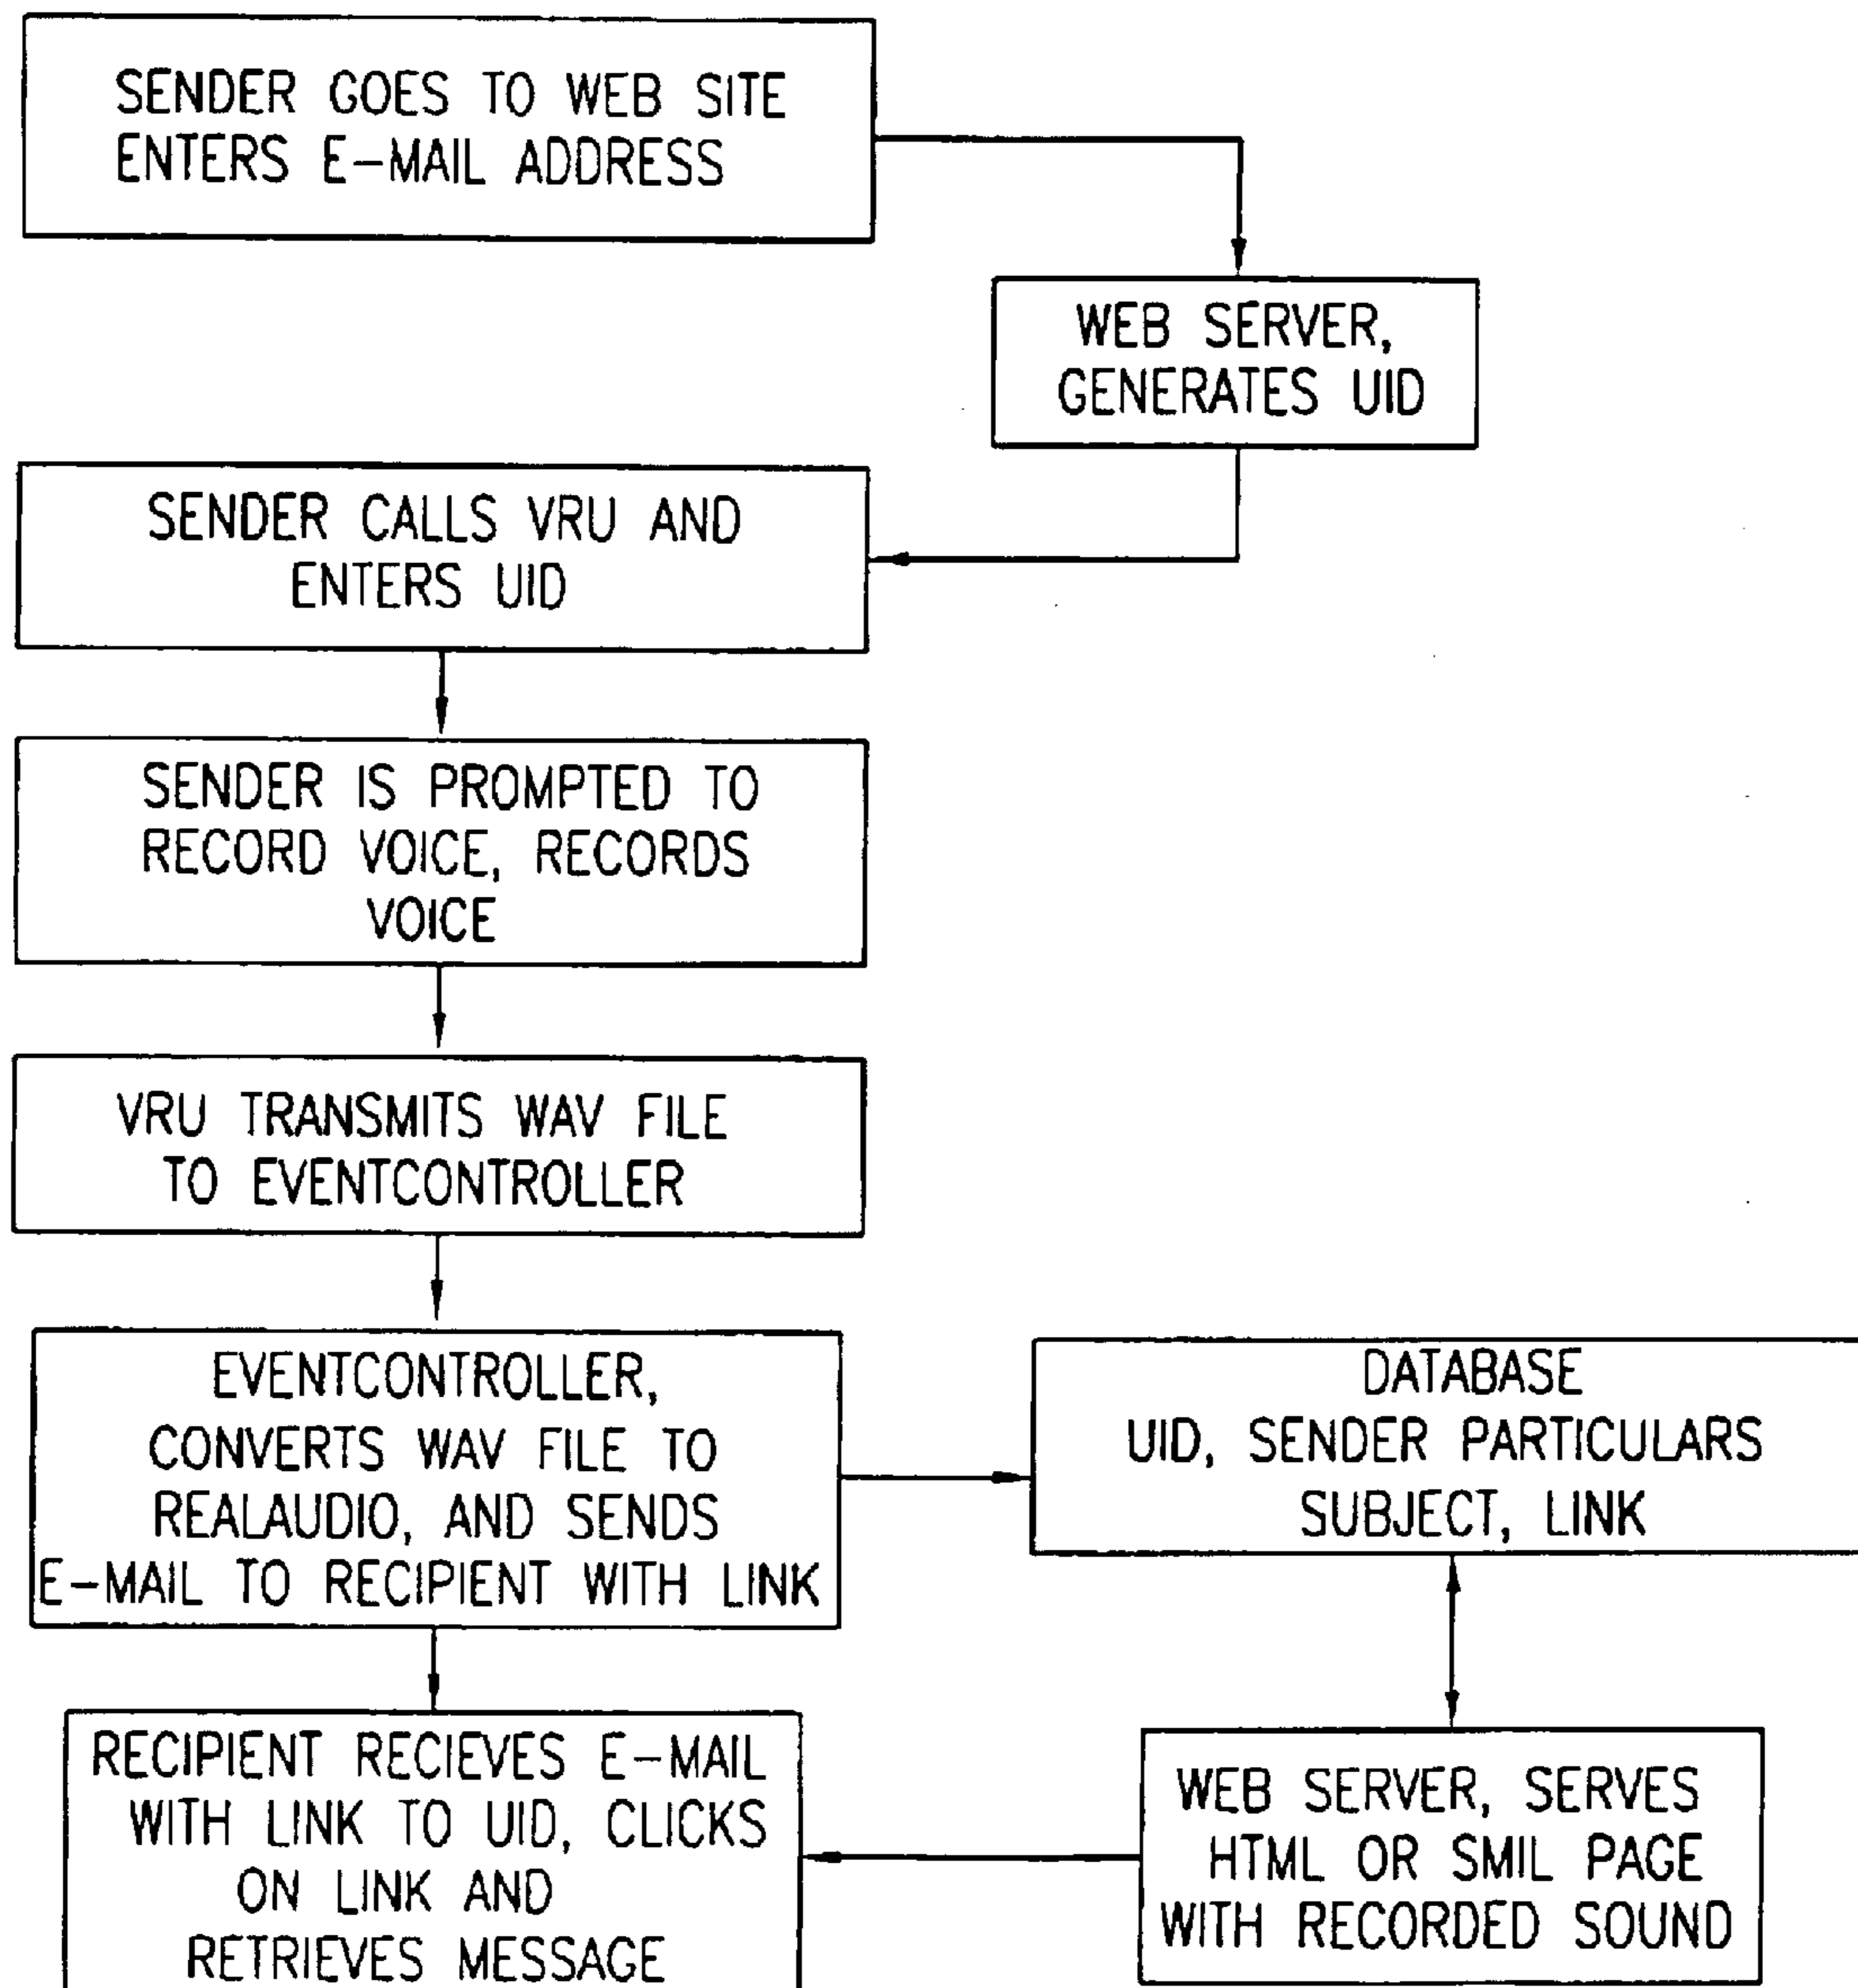 SENDER GOES TO WEB SITE
ENTERS E-MAIL ADDRESS
WEB SERVER,
GENERATES UID
SENDER CALLS VRU AND
ENTERS UID
SENDER IS PROMPTED TO
RECORD VOICE, RECORDS
VOICE
VRU TRANSMITS WAV FILE
TO EVENTCONTROLLER
EVENTCONTROLLER,
CONVERTS WAV FILE TO
REALAUDIO, AND SENDS
E-MAIL TO RECIPIENT WITH LINK
DATABASE
UID, SENDER PARTICULARS
SUBJECT, LINK
RECIPIENT RECIEVES E-MAIL
WITH LINK TO UID, CLICKS
ON LINK AND
RETRIEVES MESSAGE
WEB SERVER, SERVES
HTML OR SMIL PAGE
WITH RECORDED SOUND